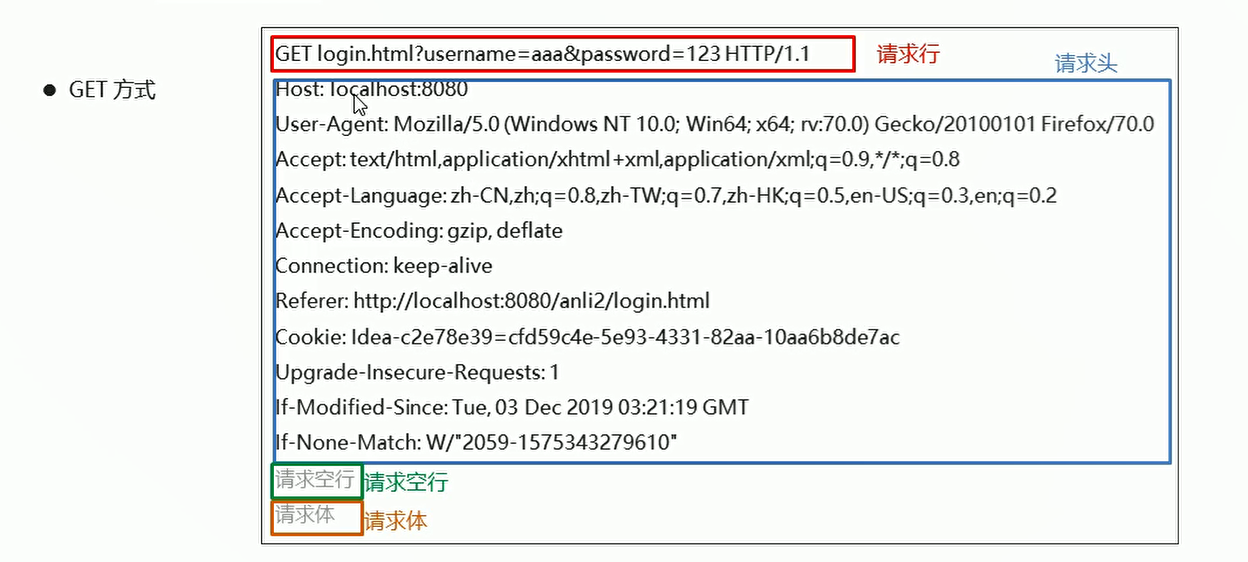 GET login.html?username=aaa&password=123 HTTP/1.1 请求行
请求头
● GET 方式
Host: localhost:8080
User-Agent: Mozilla/5.0 (Windows NT 10.0; Win64; x64; rv:70.0) Gecko/20100101 Firefox/70.0
Accept: text/html,application/xhtml+xml,application/xml;q=0.9,*/*;q=0.8
Accept-Language: zh-CN,zh;q=0.8,zh-TW;q=0.7,zh-HK;q=0.5,en-US;q=0.3,en;q=0.2
Accept-Encoding: gzip, deflate
Connection: keep-alive
Referer: http://localhost:8080/anli2/login.html
Cookie: Idea-c2e78e39=cfd59c4e-5e93-4331-82aa-10aa6b8de7ac
Upgrade-Insecure-Requests: 1
If-Modified-Since: Tue, 03 Dec 2019 03:21:19 GMT
If-None-Match: W/"2059-1575343279610"
请求空行 请求空行
请求体 请求体